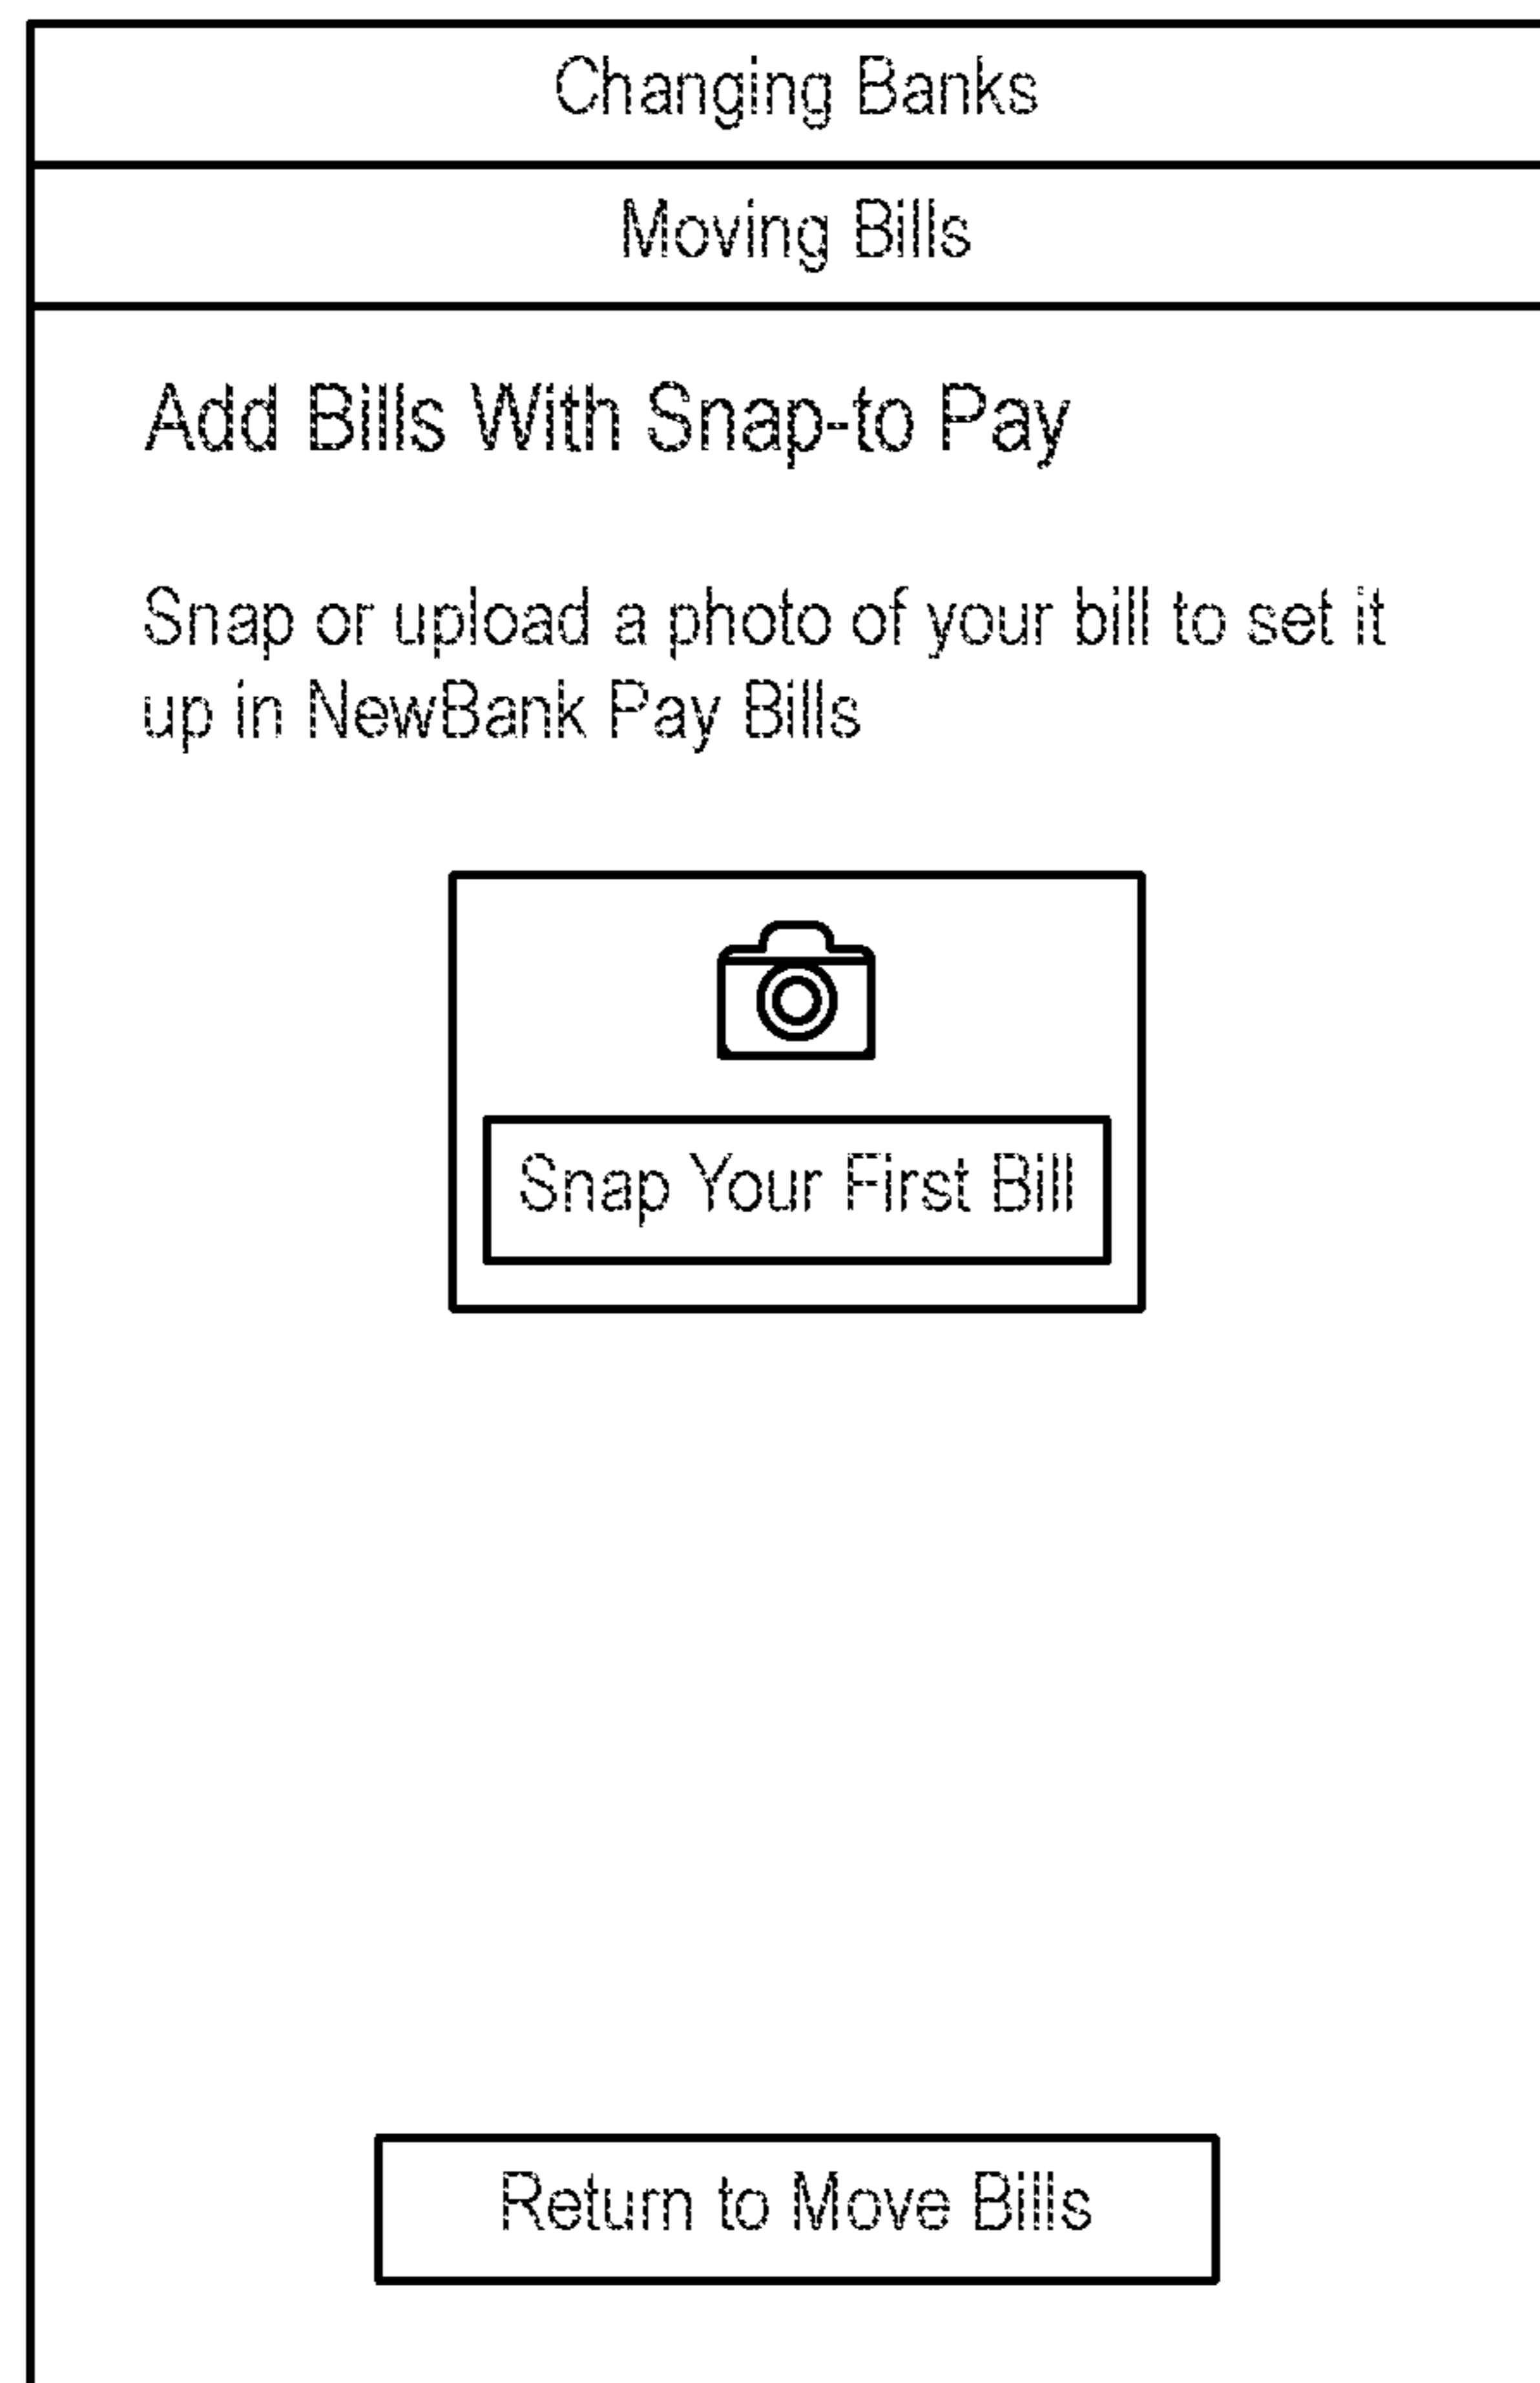 Changing Banks
Moving Bills
Add Bills With Snap-to Pay
Snap or upload a photo of your bill to set it
up in NewBank Pay Bills
Snap Your First Bill
Return to Move Bills